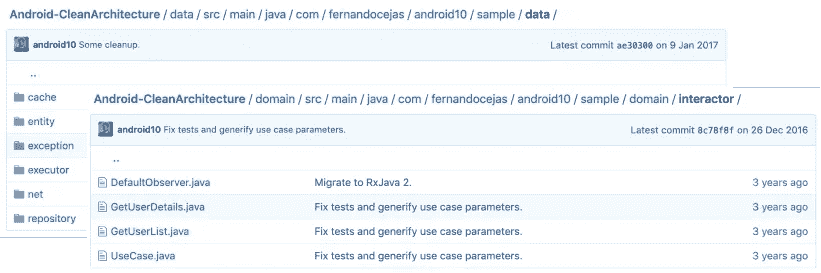 Android-CleanArchitecture / data / src / main / java / com / fernandocejas / android10 / sample / data /
android10 Some cleanup. Latest commit ae30300 on 9 Jan 2017
..
cache
entity
exception
executor
net
repository
Android-CleanArchitecture / domain / src / main / java / com / fernandocejas / android10 / sample / domain / interactor /
android10 Fix tests and generify use case parameters. Latest commit 8c78f8f on 26 Dec 2016
..
DefaultObserver.java Migrate to RxJava 2. 3 years ago
GetUserDetails.java Fix tests and generify use case parameters. 3 years ago
GetUserList.java Fix tests and generify use case parameters. 3 years ago
UseCase.java Fix tests and generify use case parameters. 3 years ago